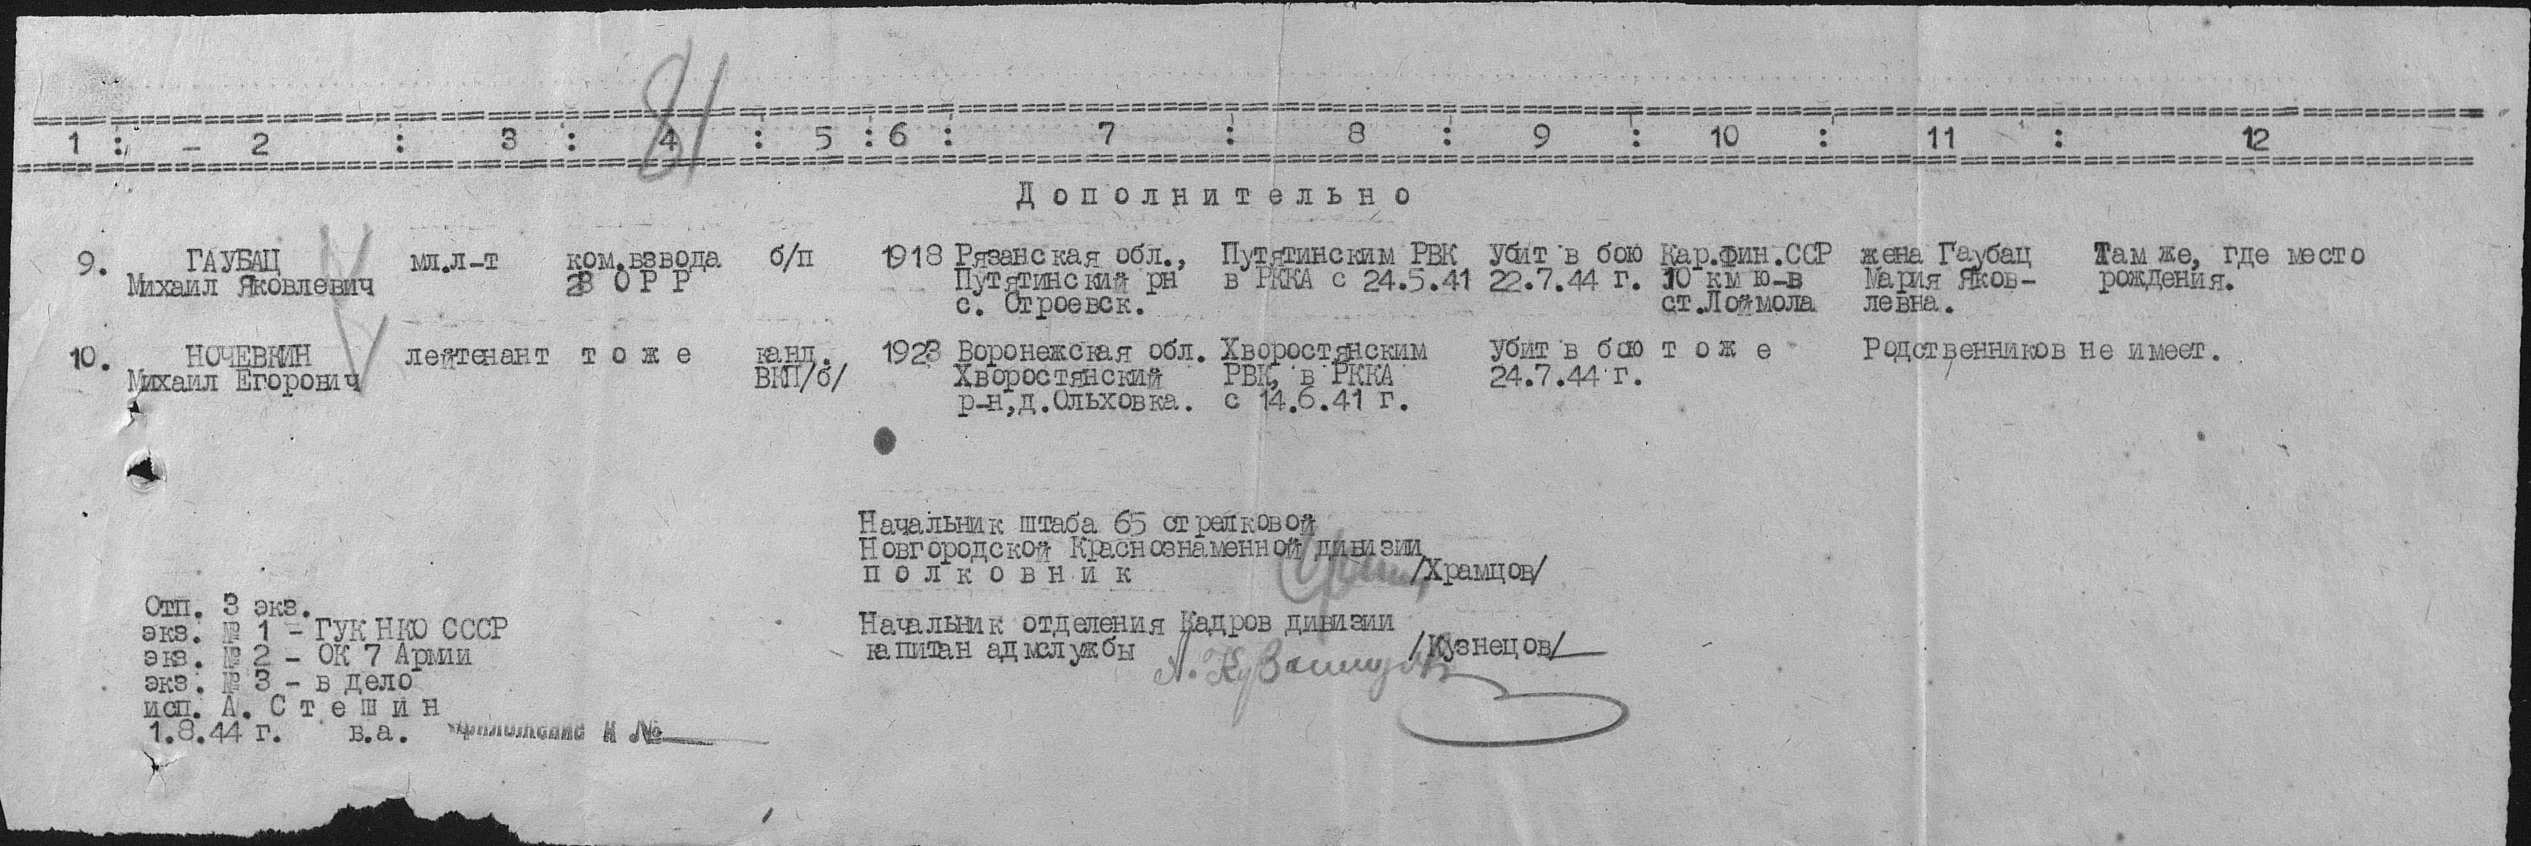 81
1 : - 2 : 3 : 4 : 5 : 6 : 7 : 8 : 9 : 10 : 11 : 12
Дополнительно
9. ГАУБАЦ мл.л-т ком.взвода б/п 1918 Рязанская обл., Путятинским РВК Убит в бою Кар.Фин.ССР жена Гаубац Там же, где место
Михаил Яковлевич 28 ОРР Путятинский рн в РККА с 24.5.41 22.7.44 г. 10 км ю-в Мария Яков- рождения.
с. Отроевск. ст.Лоймола левна.
10. НОЧЕВКИН лейтенант тоже канд. 1923 Воронежская обл. Хворостянским убит в бою тоже Родственников не имеет.
Михаил Егорович ВКП/б/ Хворостянский РВК, в РККА 24.7.44 г.
р-н,д.Ольховка. с 14.6.41 г.
Начальник штаба 65 стрелковой
Новгородской Краснознаменной дивизии
полковник /Храмцов/
Начальник отделения Кадров дивизии
капитан адмслужбы /Кузнецов/
А. Кузнецов
Отп. 3 экз.
экз. № 1 - ГУК НКО СССР
экз. № 2 - ОК 7 Армии
экз. № 3 - в дело
исп. А. Стешин
1.8.44 г. в.а. приложение к №